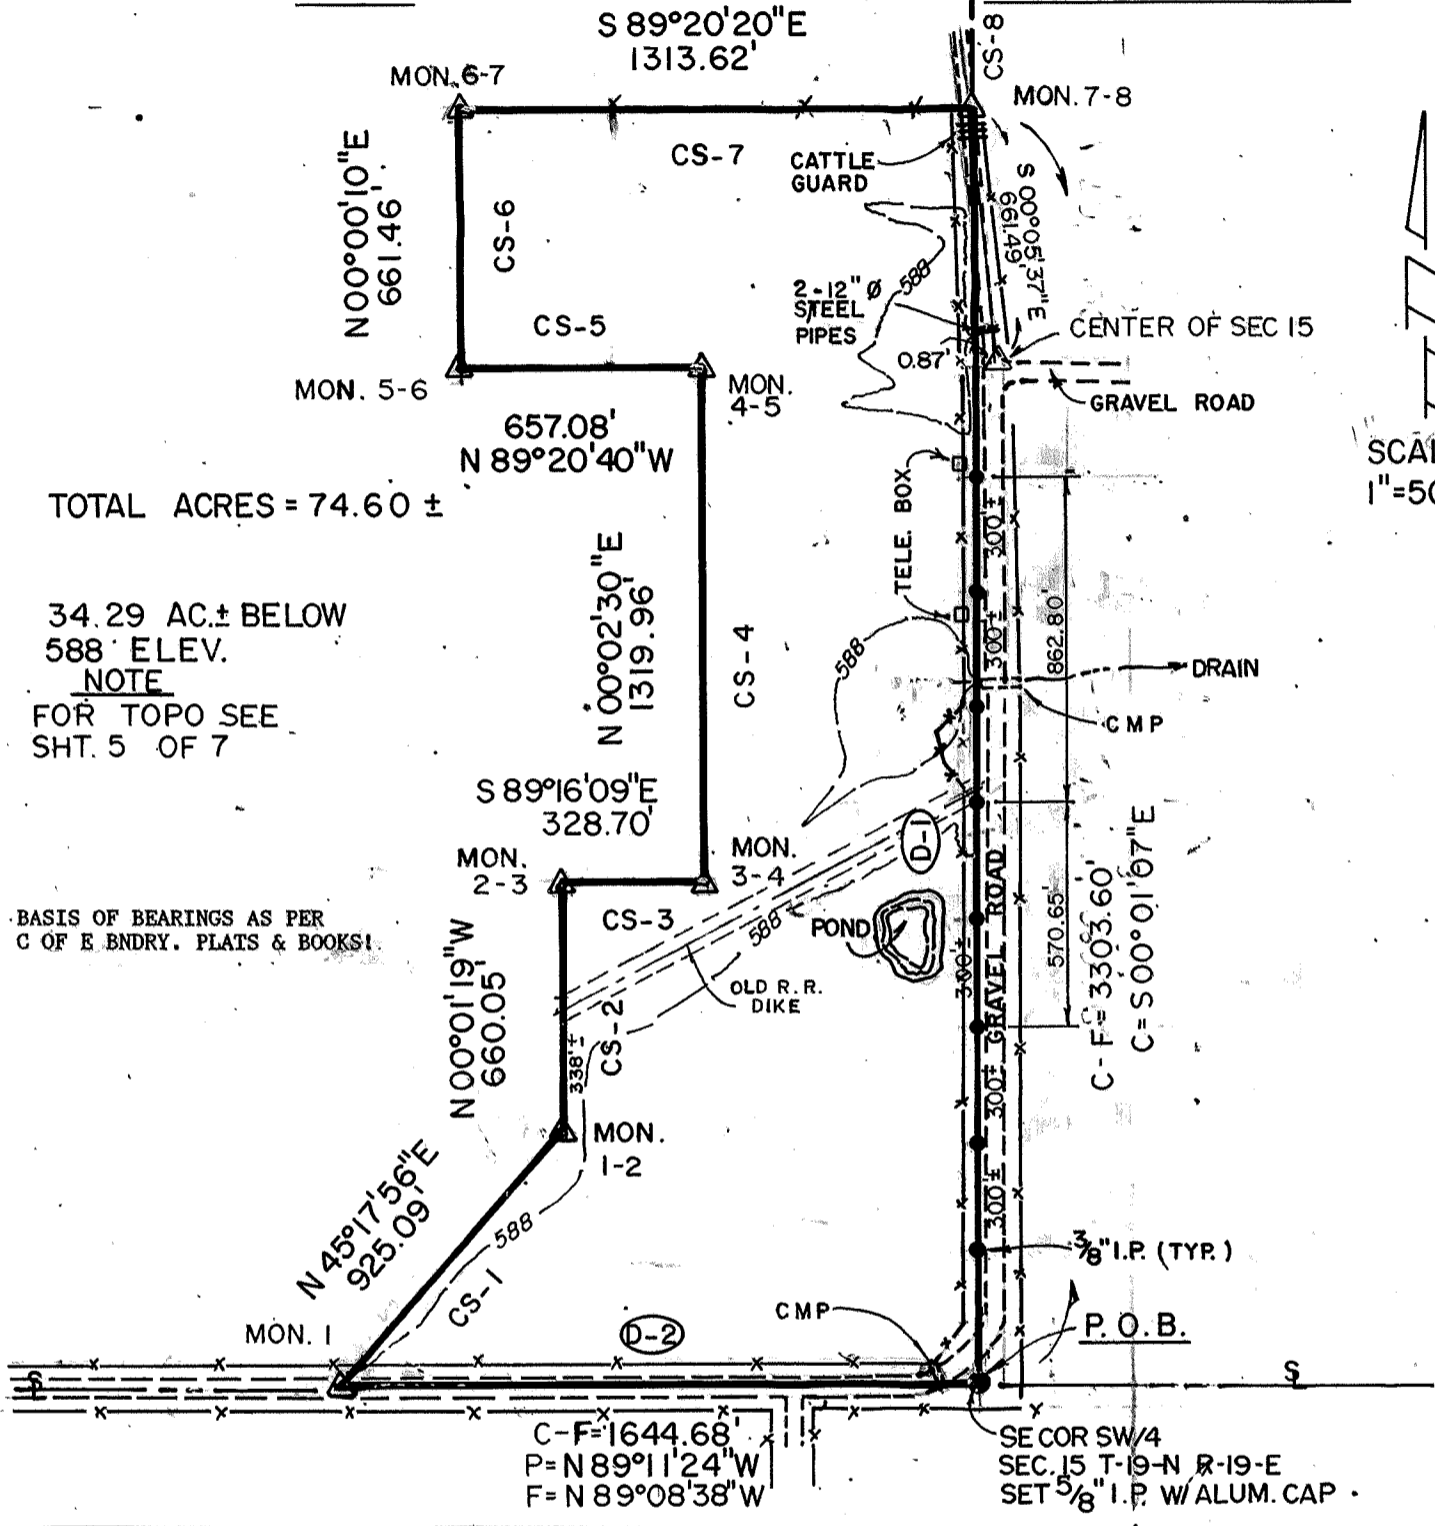 S 89°20'20"E
1313.62'
CS-8
MON. 6-7
MON. 7-8
CS-7
CATTLE
GUARD
N 00°00'10"E
661.46'
CS-6
S 00°05'37"E
661.49'
588
2-12" Ø
STEEL
PIPES
CS-5
0.87'
CENTER OF SEC 15
MON. 5-6
MON.
4-5
GRAVEL ROAD
657.08'
N 89°20'40"W
TOTAL ACRES = 74.60 ±
TELE. BOX
300'±
34.29 AC.± BELOW
588' ELEV.
NOTE
FOR TOPO SEE
SHT. 5 OF 7
N 00°02'30"E
1319.96'
CS-4
588
300'±
862.80'
DRAIN
CMP
S 89°16'09"E
328.70'
MON.
2-3
MON.
3-4
D-1
BASIS OF BEARINGS AS PER
C OF E BNDRY. PLATS & BOOKS!
CS-3
588
POND
OLD R.R.
DIKE
300'±
GRAVEL ROAD
570.65'
C-F=3303.60'
C=S 00°01'07"E
N 00°01'19"W
660.05'
CS-2
338'±
300'±
MON.
1-2
300'±
N 45°17'56"E
925.09'
588
CS-1
3/8" I.P. (TYP.)
MON. 1
D-2
CMP
P.O.B.
C-F=1644.68'
P=N 89°11'24"W
F=N 89°08'38"W
SE COR SW/4
SEC. 15 T-19-N R-19-E
SET 5/8" I.P. W/ALUM. CAP